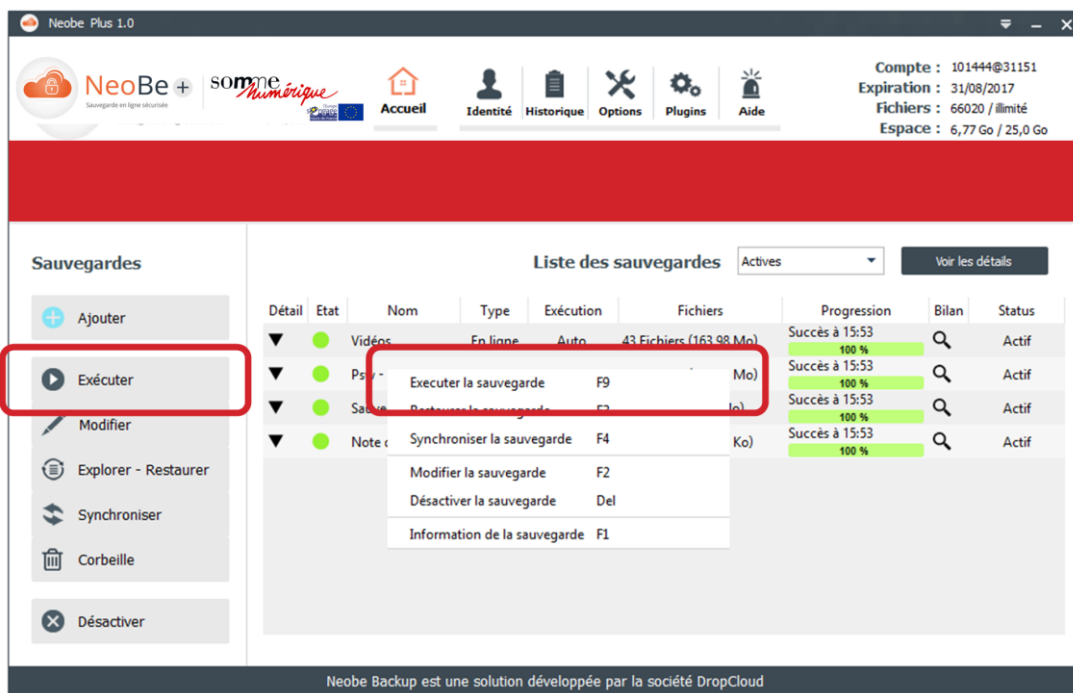 Neobe Plus 1.0
NeoBe +
Sauvegarde en ligne sécurisée
somme
numérique
Accueil
Identité
Historique
Options
Plugins
Aide
Compte : 101444@31151
Expiration : 31/08/2017
Fichiers : 66020 / illimité
Espace : 6,77 Go / 25,0 Go
Sauvegardes
Liste des sauvegardes
Actives
Voir les détails
Ajouter
Exécuter
Modifier
Explorer - Restaurer
Synchroniser
Corbeille
Désactiver
Détail Etat Nom Type Exécution Fichiers Progression Bilan Status
Vidéos En ligne Auto 43 Fichiers (163,98 Mo) Succès à 15:53 100 % Actif
Mo) Succès à 15:53 100 % Actif
Succès à 15:53 100 % Actif
Note Ko) Succès à 15:53 100 % Actif
Executer la sauvegarde F9
Restaurer la sauvegarde F3
Synchroniser la sauvegarde F4
Modifier la sauvegarde F2
Désactiver la sauvegarde Del
Information de la sauvegarde F1
Neobe Backup est une solution développée par la société DropCloud